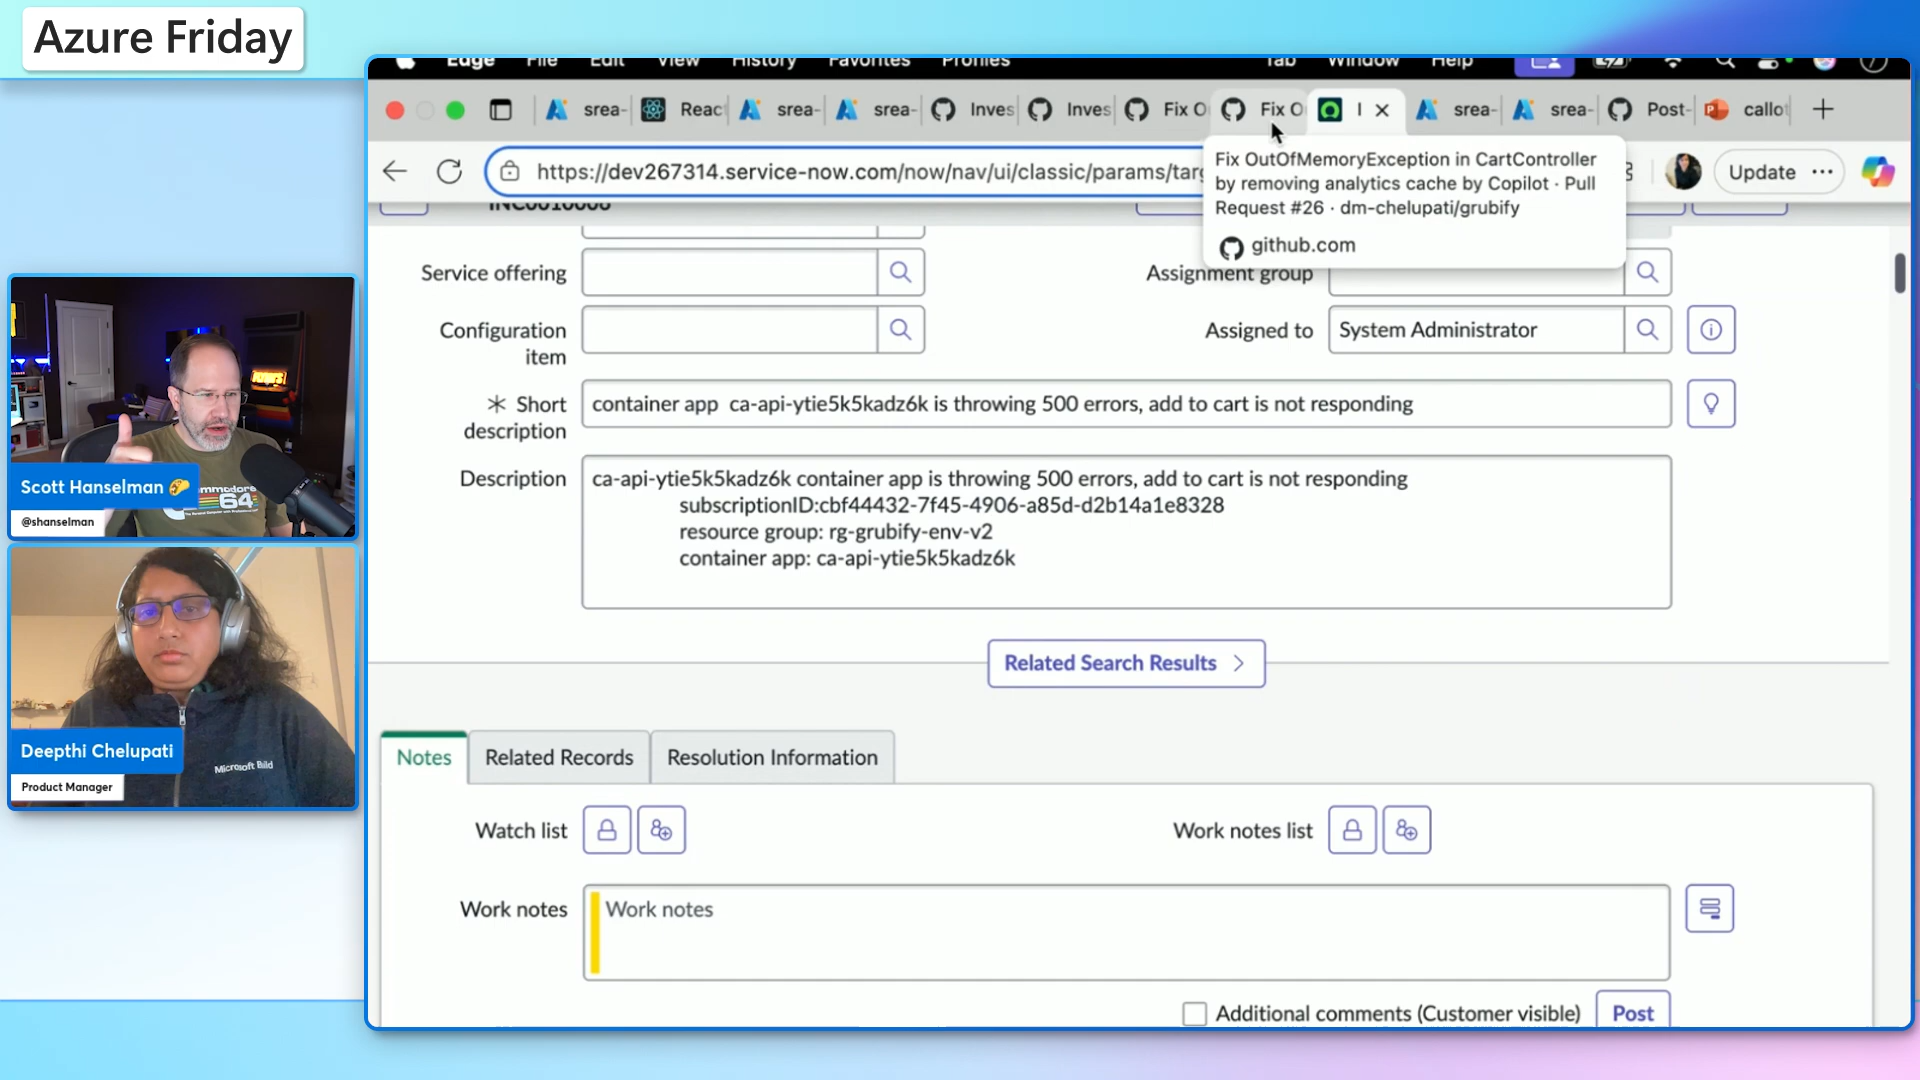 Azure Friday
Edge File Edit View History Favorites Profiles Tab Window Help
srea- Reac srea- srea- Inves Inves Fix O Fix O I srea- srea- Post- callot
https://dev267314.service-now.com/now/nav/ui/classic/params/targ
Update
Fix OutOfMemoryException in CartController
by removing analytics cache by Copilot · Pull
Request #26 · dm-chelupati/grubify
github.com
INC0010008
Service offering
Assignment group
Configuration item
Assigned to System Administrator
Short description container app ca-api-ytie5k5kadz6k is throwing 500 errors, add to cart is not responding
Description ca-api-ytie5k5kadz6k container app is throwing 500 errors, add to cart is not responding
subscriptionID:cbf44432-7f45-4906-a85d-d2b14a1e8328
resource group: rg-grubify-env-v2
container app: ca-api-ytie5k5kadz6k
Related Search Results
Notes Related Records Resolution Information
Watch list
Work notes list
Work notes Work notes
Additional comments (Customer visible) Post
Scott Hanselman 🌮
@shanselman
64
Deepthi Chelupati
Product Manager
Microsoft Build